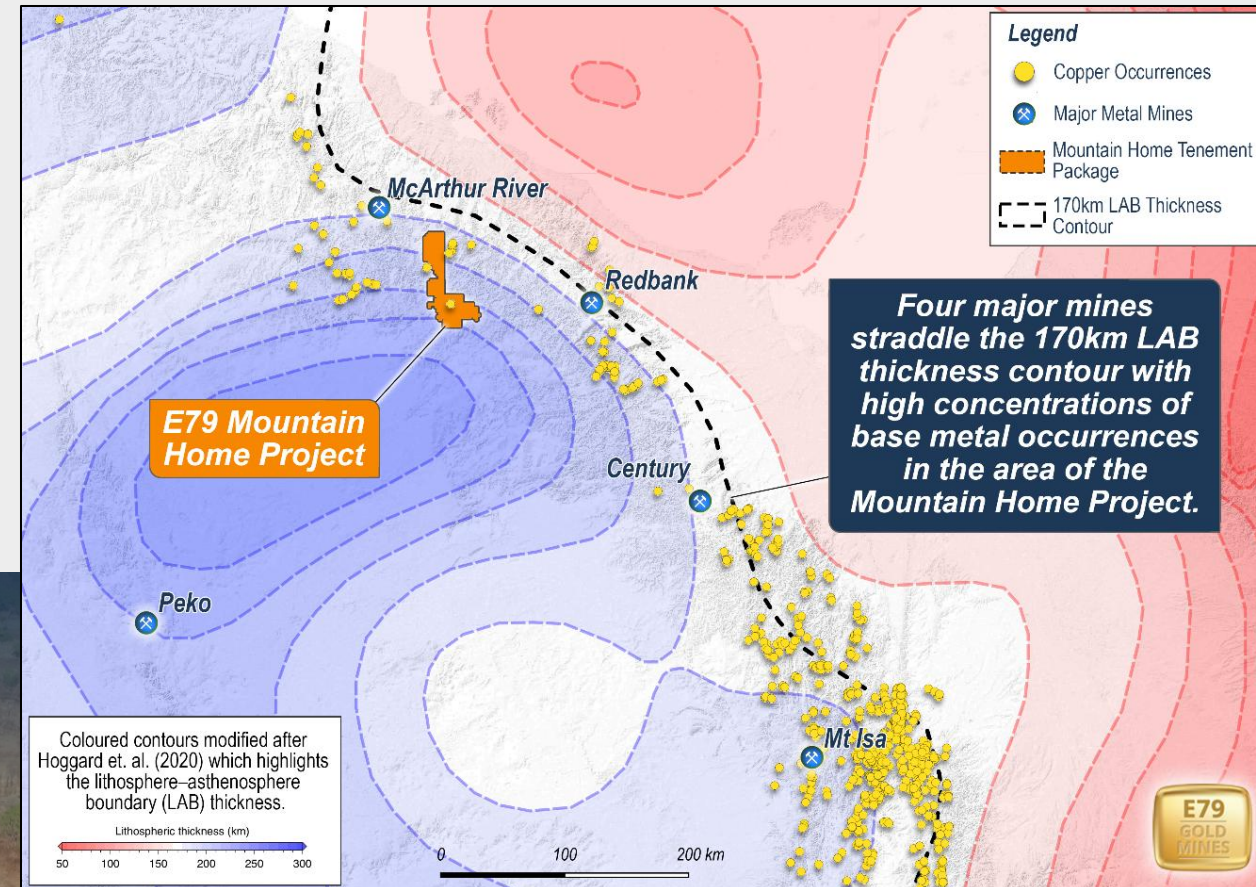 Legend
Copper Occurrences
Major Metal Mines
Mountain Home Tenement
Package
170km LAB Thickness
Contour
McArthur River
Redbank
Four major mines
straddle the 170km LAB
thickness contour with
high concentrations of
base metal occurrences
in the area of the
Mountain Home Project.
E79 Mountain
Home Project
Century
Peko
Mt Isa
Coloured contours modified after
Hoggard et. al. (2020) which highlights
the lithosphere–asthenosphere
boundary (LAB) thickness.
Lithospheric thickness (km)
50 100 150 200 250 300
0 100 200 km
E79
GOLD
MINES